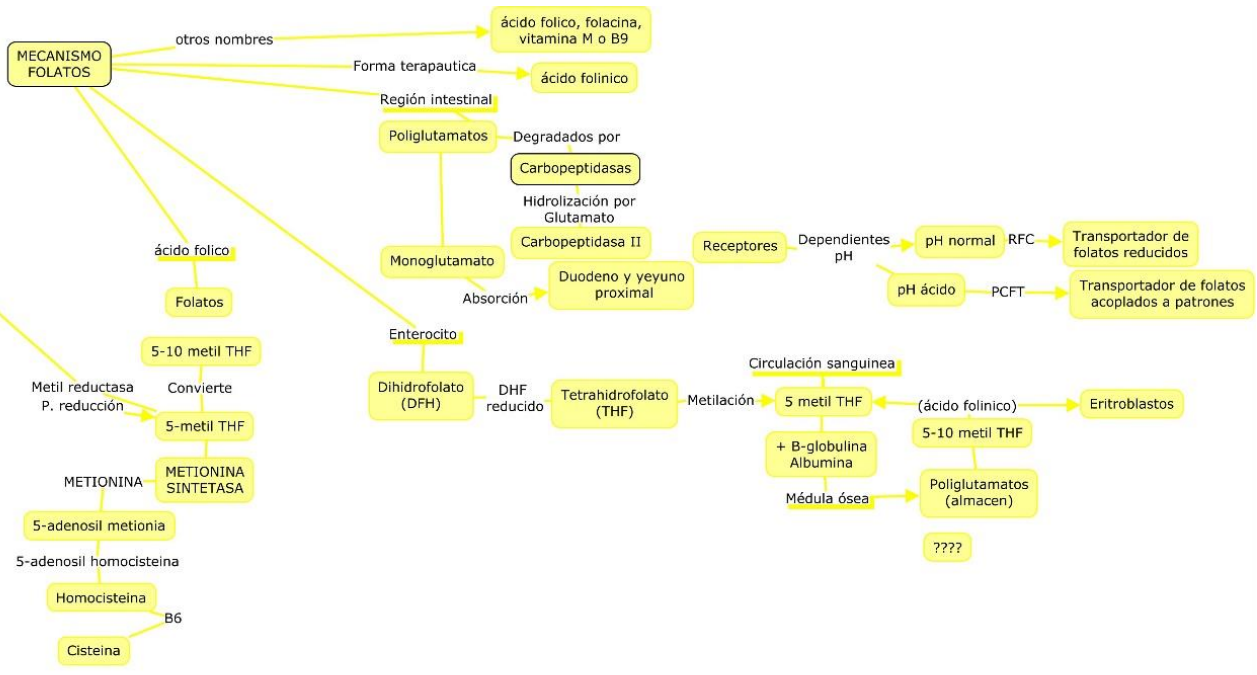 MECANISMO
FOLATOS
otros nombres
ácido folico, folacina,
vitamina M o B9
Forma terapautica
ácido folinico
Región intestinal
Poliglutamatos
Degradados por
Carbopeptidasas
Hidrolización por
Glutamato
Carbopeptidasa II
Monoglutamato
Absorción
Duodeno y yeyuno
proximal
Receptores
Dependientes
pH
pH normal
RFC
Transportador de
folatos reducidos
pH ácido
PCFT
Transportador de folatos
acoplados a patrones
ácido folico
Folatos
5-10 metil THF
Convierte
Metil reductasa
P. reducción
5-metil THF
METIONINA
SINTETASA
METIONINA
5-adenosil metionia
5-adenosil homocisteina
Homocisteina
B6
Cisteina
Enterocito
Dihidrofolato
(DFH)
DHF
reducido
Tetrahidrofolato
(THF)
Metilación
Circulación sanguinea
5 metil THF
+ B-globulina
Albumina
Médula ósea
(ácido folinico)
Eritroblastos
5-10 metil THF
Poliglutamatos
(almacen)
????